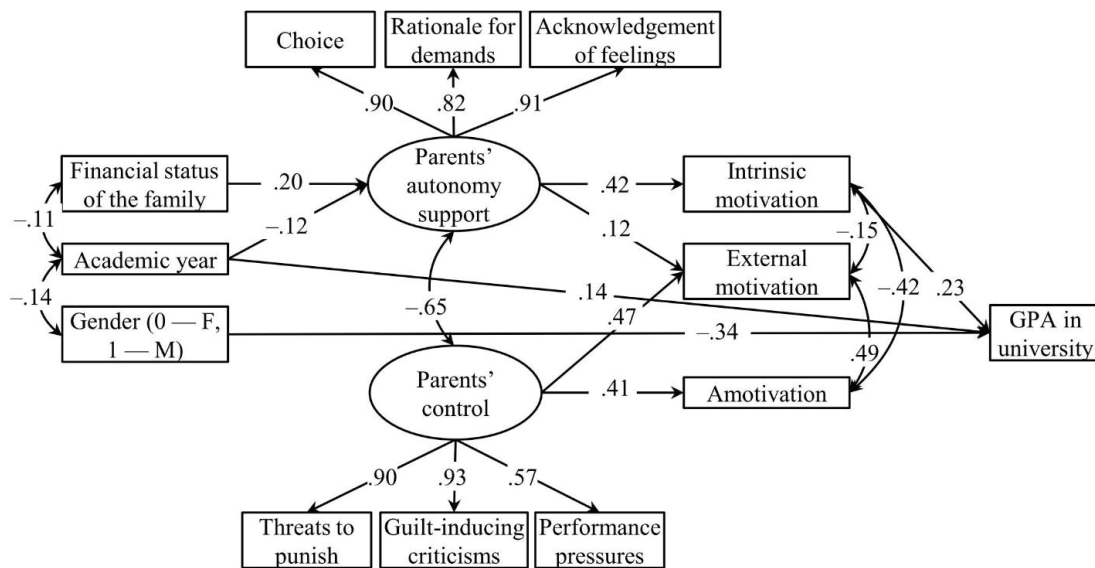 Choice
Rationale for
demands
Acknowledgement
of feelings
.90
.82
.91
Financial status
of the family
.20
Parents’
autonomy
support
.42
Intrinsic
motivation
–.11
–.12
.12
–.15
Academic year
External
motivation
–.14
.14
–.42
.23
–.65
.47
Gender (0 — F,
1 — M)
–.34
GPA in
university
.49
Parents’
control
.41
Amotivation
.90
.93
.57
Threats to
punish
Guilt-inducing
criticisms
Performance
pressures